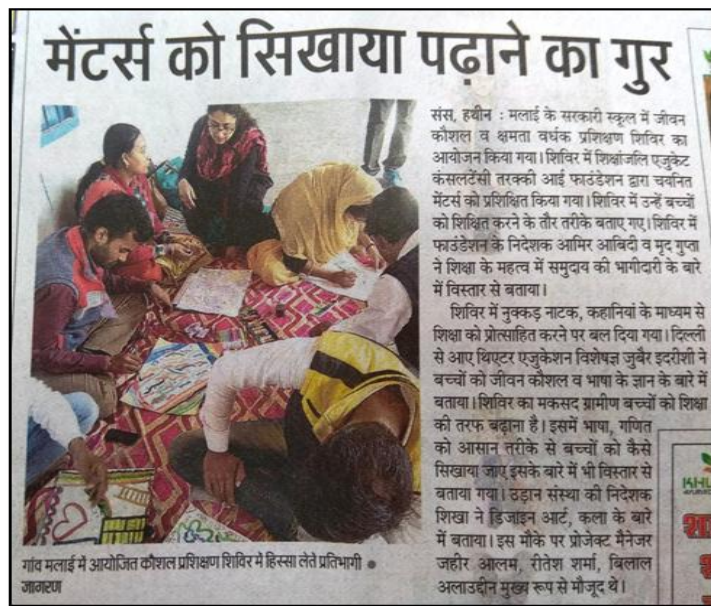 मेंटर्स को सिखाया पढ़ाने का गुर
संस, हथीन : मलाई के सरकारी स्कूल में जीवन
कौशल व क्षमता वर्धक प्रशिक्षण शिविर का
आयोजन किया गया। शिविर में शिक्षांजलि एजुकेट
कंसलटेंसी तरक्की आई फाउंडेशन द्वारा चयनित
मेंटर्स को प्रशिक्षित किया गया। शिविर में उन्हें बच्चों
को शिक्षित करने के तौर तरीके बताए गए। शिविर में
फाउंडेशन के निदेशक आमिर आबिदी व मृद गुप्ता
ने शिक्षा के महत्व में समुदाय की भागीदारी के बारे
में विस्तार से बताया।
शिविर में नुक्कड़ नाटक, कहानियों के माध्यम से
शिक्षा को प्रोत्साहित करने पर बल दिया गया। दिल्ली
से आए थिएटर एजुकेशन विशेषज्ञ जुबैर इदरीशी ने
बच्चों को जीवन कौशल व भाषा के ज्ञान के बारे में
बताया। शिविर का मकसद ग्रामीण बच्चों को शिक्षा
की तरफ बढ़ाना है। इसमें भाषा, गणित
को आसान तरीके से बच्चों को कैसे
सिखाया जाए इसके बारे में भी विस्तार से
बताया गया। उड़ान संस्था की निदेशक
शिखा ने डिजाइन आर्ट, कला के बारे
में बताया। इस मौके पर प्रोजेक्ट मैनेजर
जहीर आलम, रीतेश शर्मा, बिलाल
अलाउद्दीन मुख्य रूप से मौजूद थे।
गांव मलाई में आयोजित कौशल प्रशिक्षण शिविर में हिस्सा लेते प्रतिभागी ●
जागरण